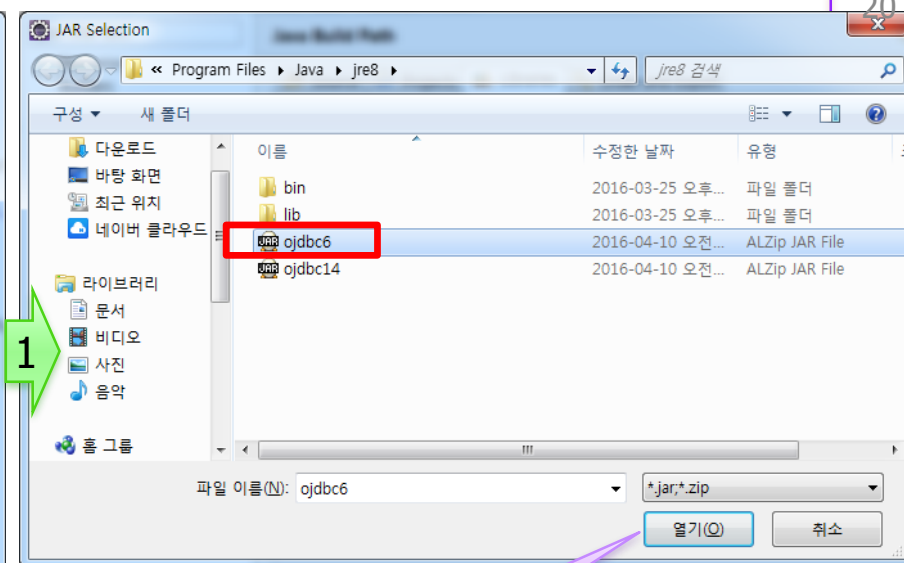 20
JAR Selection
Java Build Path
« Program Files ▸ Java ▸ jre8 ▸
jre8 검색
구성 ▼ 새 폴더
다운로드
바탕 화면
최근 위치
네이버 클라우드
라이브러리
문서
비디오
사진
음악
홈 그룹
이름 수정한 날짜 유형
bin 2016-03-25 오후... 파일 폴더
lib 2016-03-25 오후... 파일 폴더
ojdbc6 2016-04-10 오전... ALZip JAR File
ojdbc14 2016-04-10 오전... ALZip JAR File
1
파일 이름(N): ojdbc6 *.jar;*.zip
열기(O) 취소